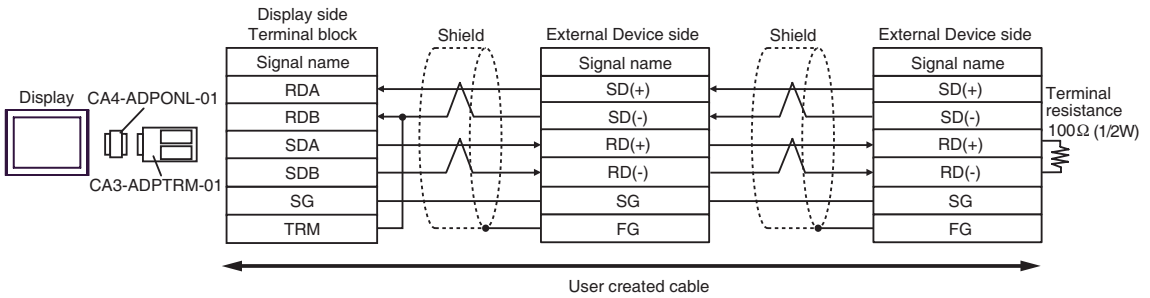 Display side
Terminal block
Shield
External Device side
Shield
External Device side
Signal name
Signal name
Signal name
Display
CA4-ADPONL-01
CA3-ADPTRM-01
RDA
SD(+)
SD(+)
RDB
SD(-)
SD(-)
SDA
RD(+)
RD(+)
SDB
RD(-)
RD(-)
SG
SG
SG
TRM
FG
FG
Terminal
resistance
100Ω (1/2W)
User created cable